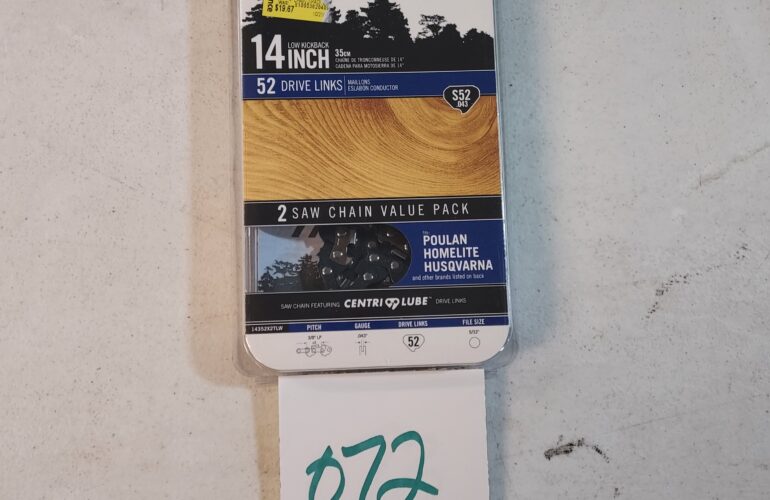 $19.67
14 INCH
LOW KICKBACK
35CM
CHAÎNE DE TRONÇONNEUSE DE 14"
CADENA PARA MOTOSIERRA DE 14"
52 DRIVE LINKS
MAILLONS
ESLABÓN CONDUCTOR
S52
.043
2 SAW CHAIN VALUE PACK
POULAN
HOMELITE
HUSQVARNA
and other brands listed on back
SAW CHAIN FEATURING CENTRI LUBE™ DRIVE LINKS
14352X2TLW
PITCH
GAUGE
DRIVE LINKS
FILE SIZE
3/8" LP
.043"
52
5/32"
072